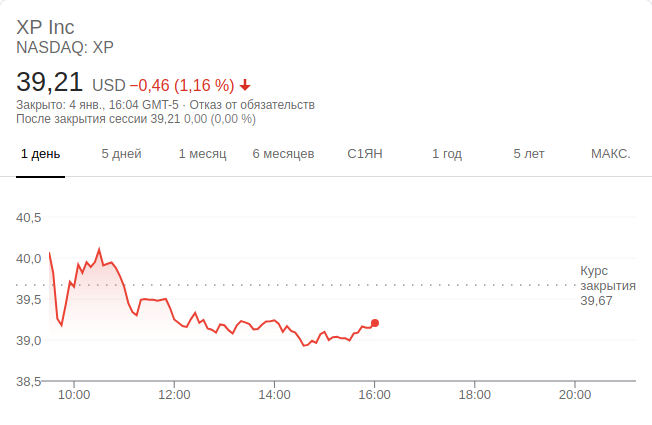 XP Inc
NASDAQ: XP
39,21 USD −0,46 (1,16 %)
Закрыто: 4 янв., 16:04 GMT-5 · Отказ от обязательств
После закрытия сессии 39,21 0,00 (0,00 %)
1 день 5 дней 1 месяц 6 месяцев С1ЯН 1 год 5 лет МАКС.
40,5
40,0
Курс
закрытия
39,67
39,5
39,0
38,5
10:00 12:00 14:00 16:00 18:00 20:00